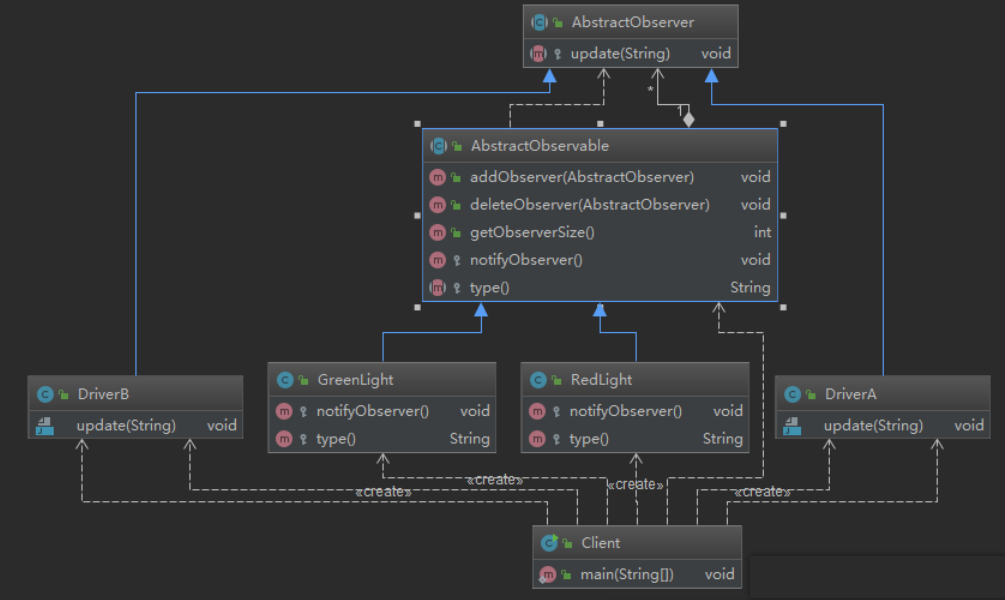 AbstractObserver
update(String) void
*
1
AbstractObservable
addObserver(AbstractObserver) void
deleteObserver(AbstractObserver) void
getObserverSize() int
notifyObserver() void
type() String
DriverB
update(String) void
GreenLight
notifyObserver() void
type() String
RedLight
notifyObserver() void
type() String
DriverA
update(String) void
«create»
«create»
«create»
«create»
Client
main(String[]) void